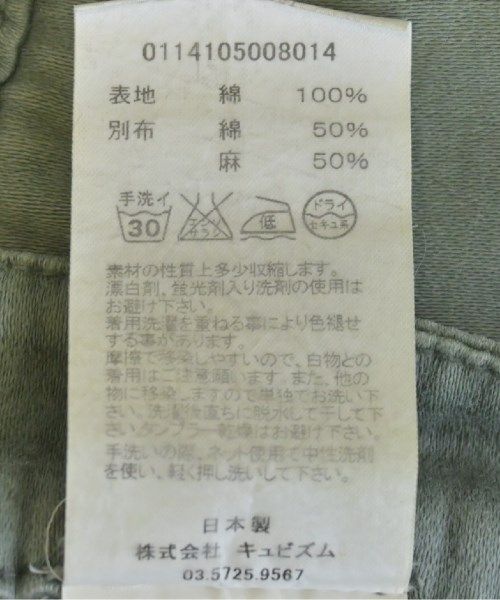 0114105008014
表地 綿 100%
別布 綿 50%
麻 50%
手洗イ
30
エンソ
サラシ
低
ドライ
セキユ系
素材の性質上多少収縮します。
漂白剤、蛍光剤入り洗剤の使用は
お避け下さい。
着用洗濯を重ねる事により色褪せ
する事があります。
摩擦で移染しやすいので、白物との
着用はご注意願います。また、他の
物に移染しますので単独でお洗い下
さい。洗濯後直ちに脱水して干して下
さい。タンブラー乾燥はお避け下さい。
手洗いの際、ネット使用で中性洗剤
を使い、軽く押し洗いして下さい。
日本製
株式会社 キュビズム
03.5725.9567